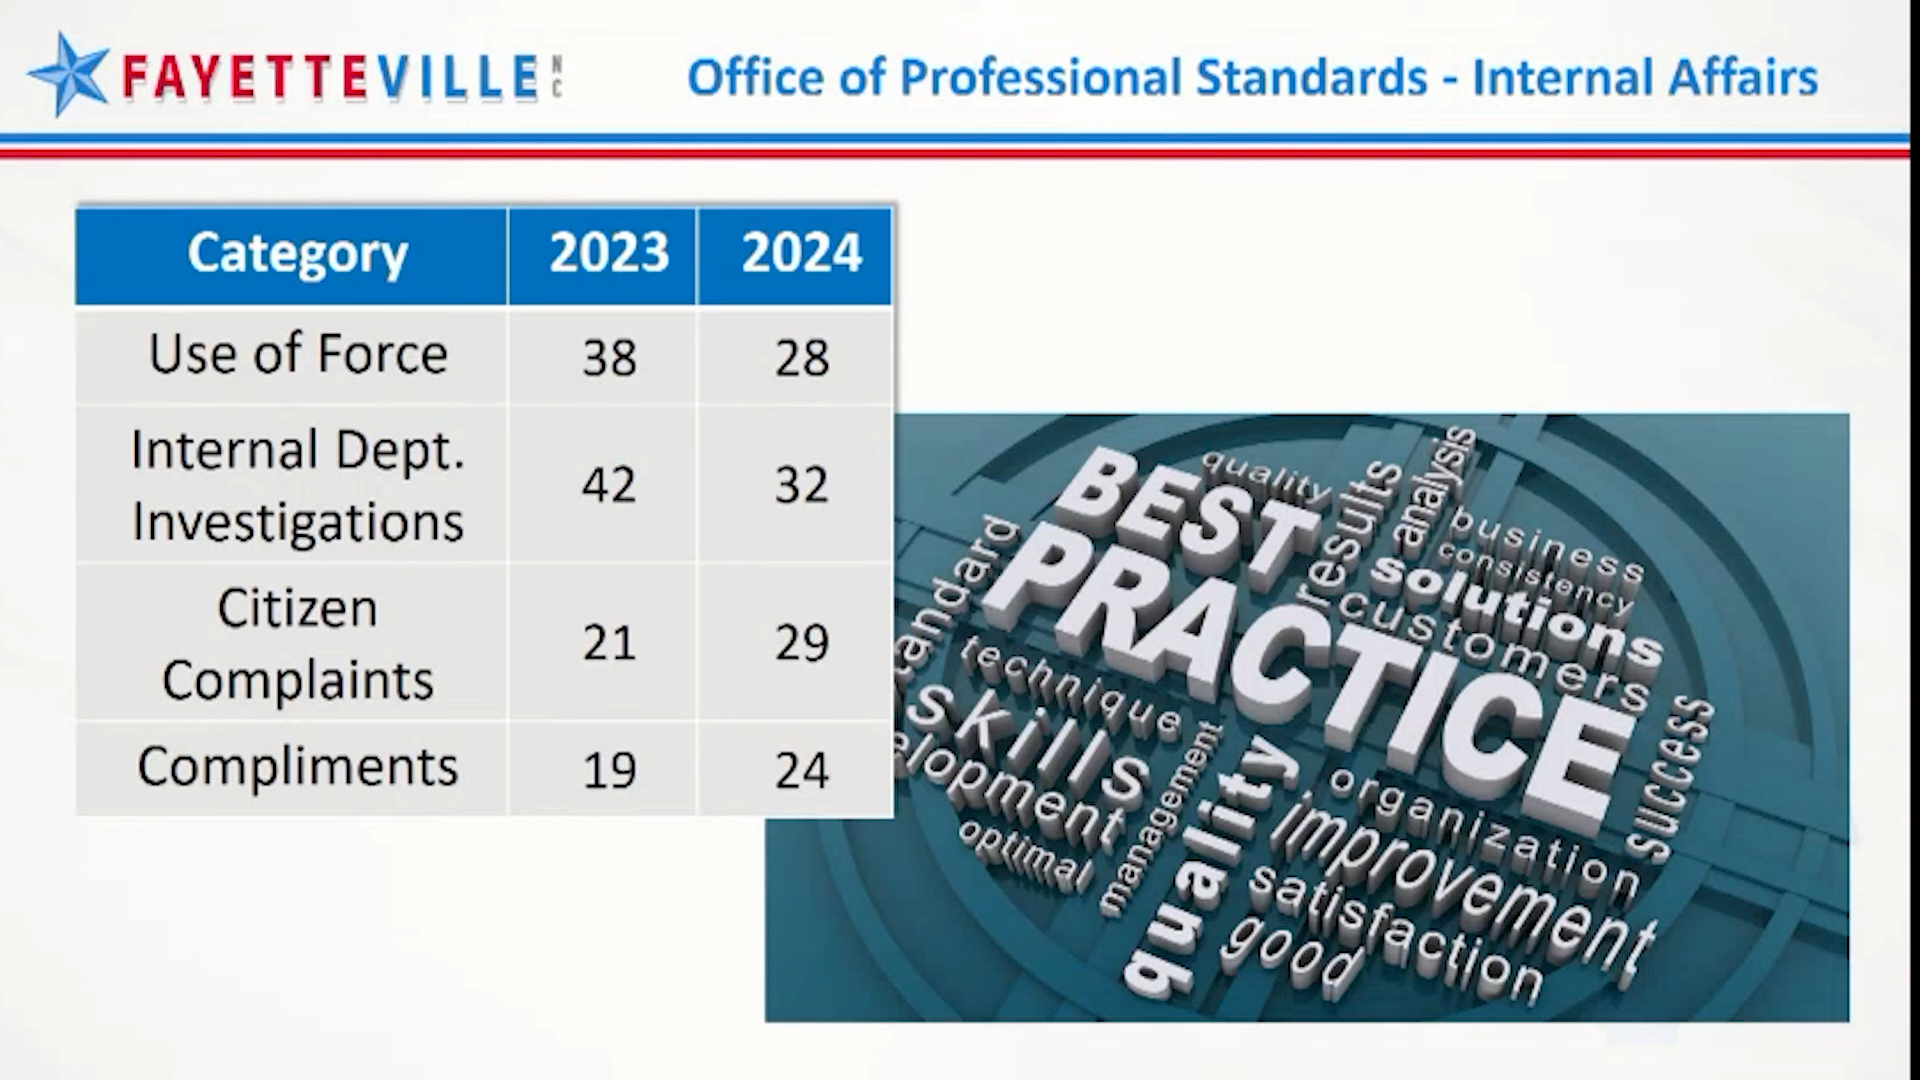 FAYETTEVILLE NC
Office of Professional Standards - Internal Affairs
Category 2023 2024
Use of Force 38 28
Internal Dept.
Investigations 42 32
Citizen
Complaints 21 29
Compliments 19 24
BEST
PRACTICE
quality
results
analysis
business
consistency
solutions
customers
technique
skills
optimal
management
quality
organization
improvement
satisfaction
good
success